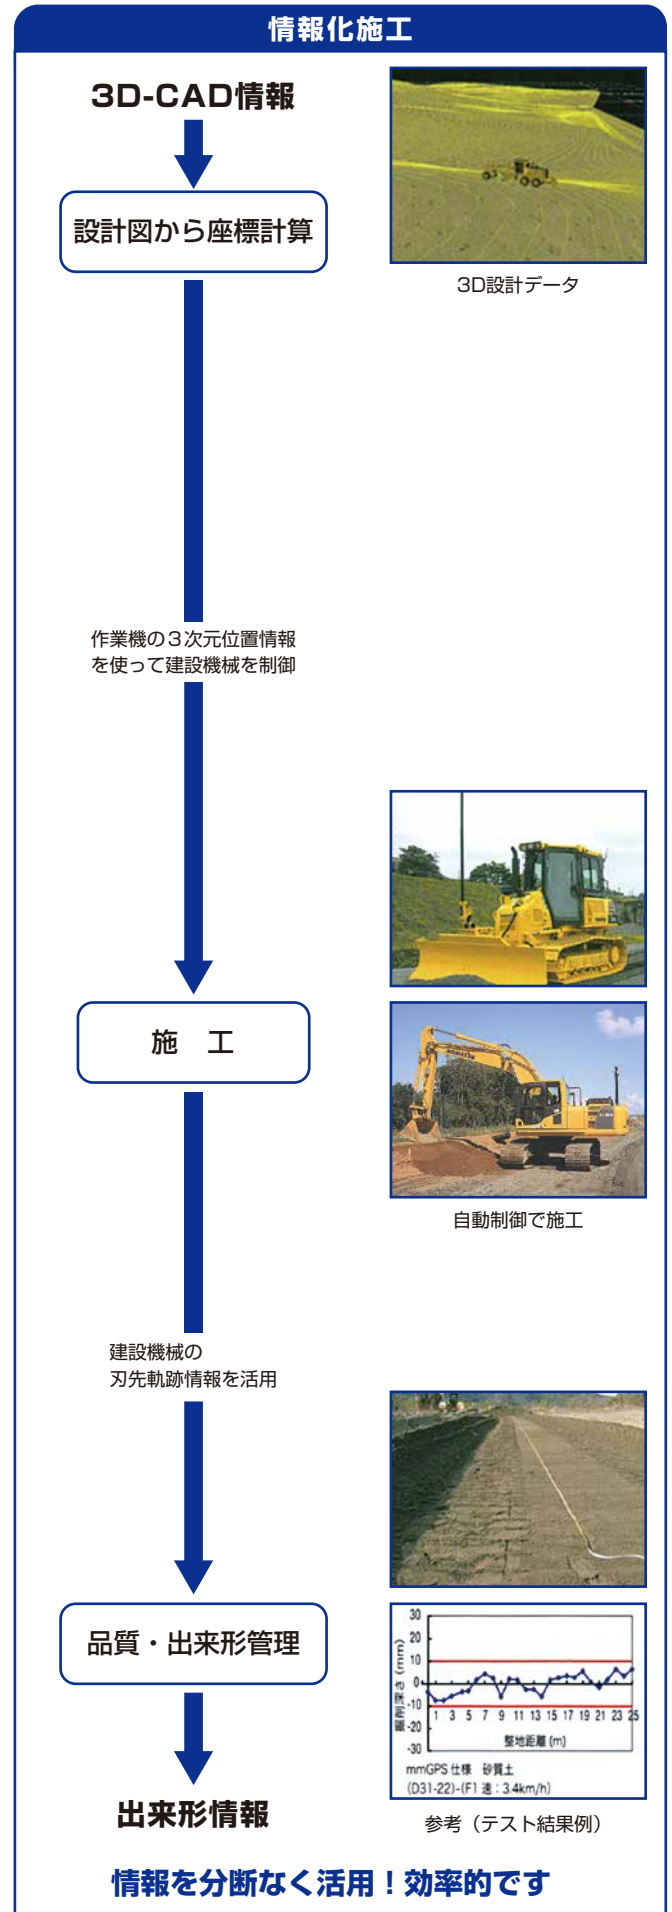 情報化施工
3D-CAD情報
設計図から座標計算
3D設計データ
作業機の３次元位置情報
を使って建設機械を制御
施　工
KOMATSU
自動制御で施工
建設機械の
刃先軌跡情報を活用
品質・出来形管理
掘削深さ (mm)
30
20
10
0
-10
-20
-30
1 3 5 7 9 11 13 15 17 19 21 23 25
整地距離 (m)
mmGPS 仕様　砂質土
(D31-22)-(F1 速：3.4km/h)
参考（テスト結果例）
出来形情報
情報を分断なく活用！効率的です